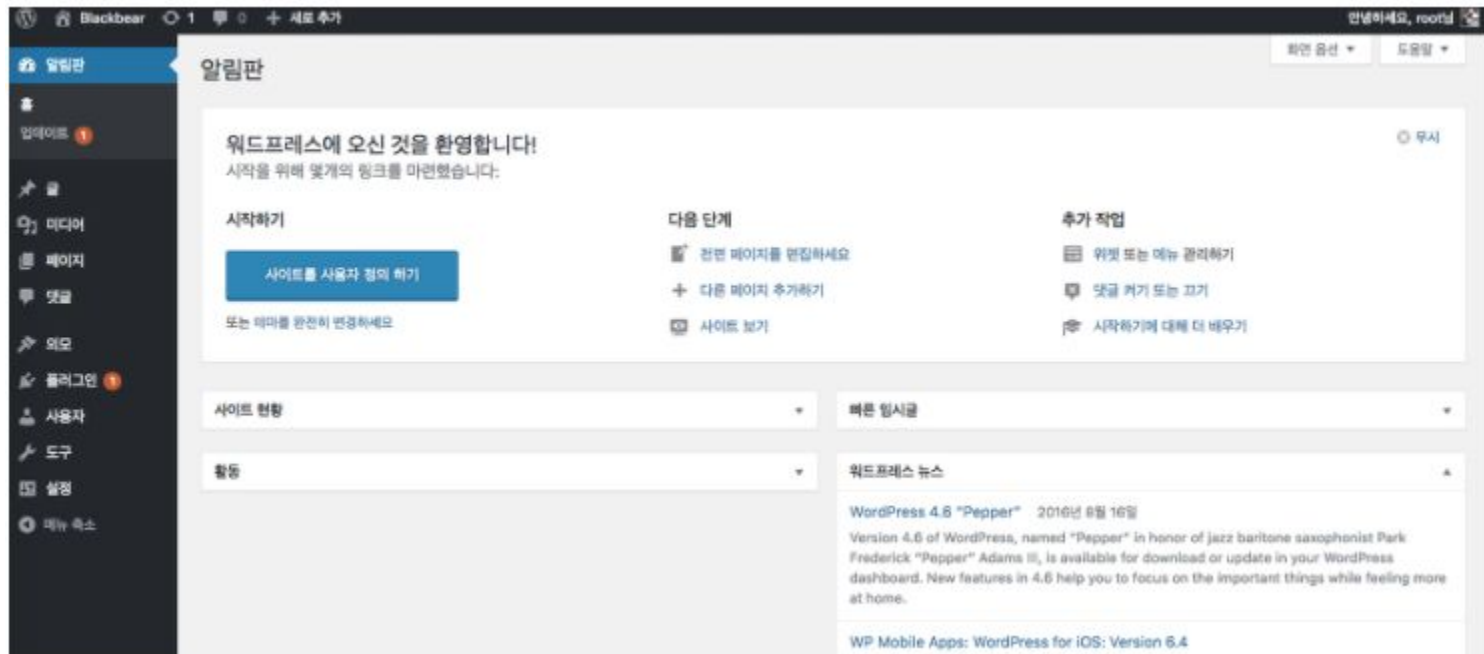 Blackbear 1 0 + 새로 추가
안녕하세요, root님
알림판
홈
업데이트 1
글
미디어
페이지
댓글
외모
플러그인 1
사용자
도구
설정
메뉴 축소
화면 옵션
도움말
알림판
워드프레스에 오신 것을 환영합니다!
시작을 위해 몇개의 링크를 마련했습니다:
무시
시작하기
사이트를 사용자 정의 하기
또는 테마를 완전히 변경하세요
다음 단계
전면 페이지를 편집하세요
다른 페이지 추가하기
사이트 보기
추가 작업
위젯 또는 메뉴 관리하기
댓글 켜기 또는 끄기
시작하기에 대해 더 배우기
사이트 현황
활동
빠른 임시글
워드프레스 뉴스
WordPress 4.6 "Pepper" 2016년 8월 16일
Version 4.6 of WordPress, named "Pepper" in honor of jazz baritone saxophonist Park
Frederick "Pepper" Adams III, is available for download or update in your WordPress
dashboard. New features in 4.6 help you to focus on the important things while feeling more
at home.
WP Mobile Apps: WordPress for iOS: Version 6.4